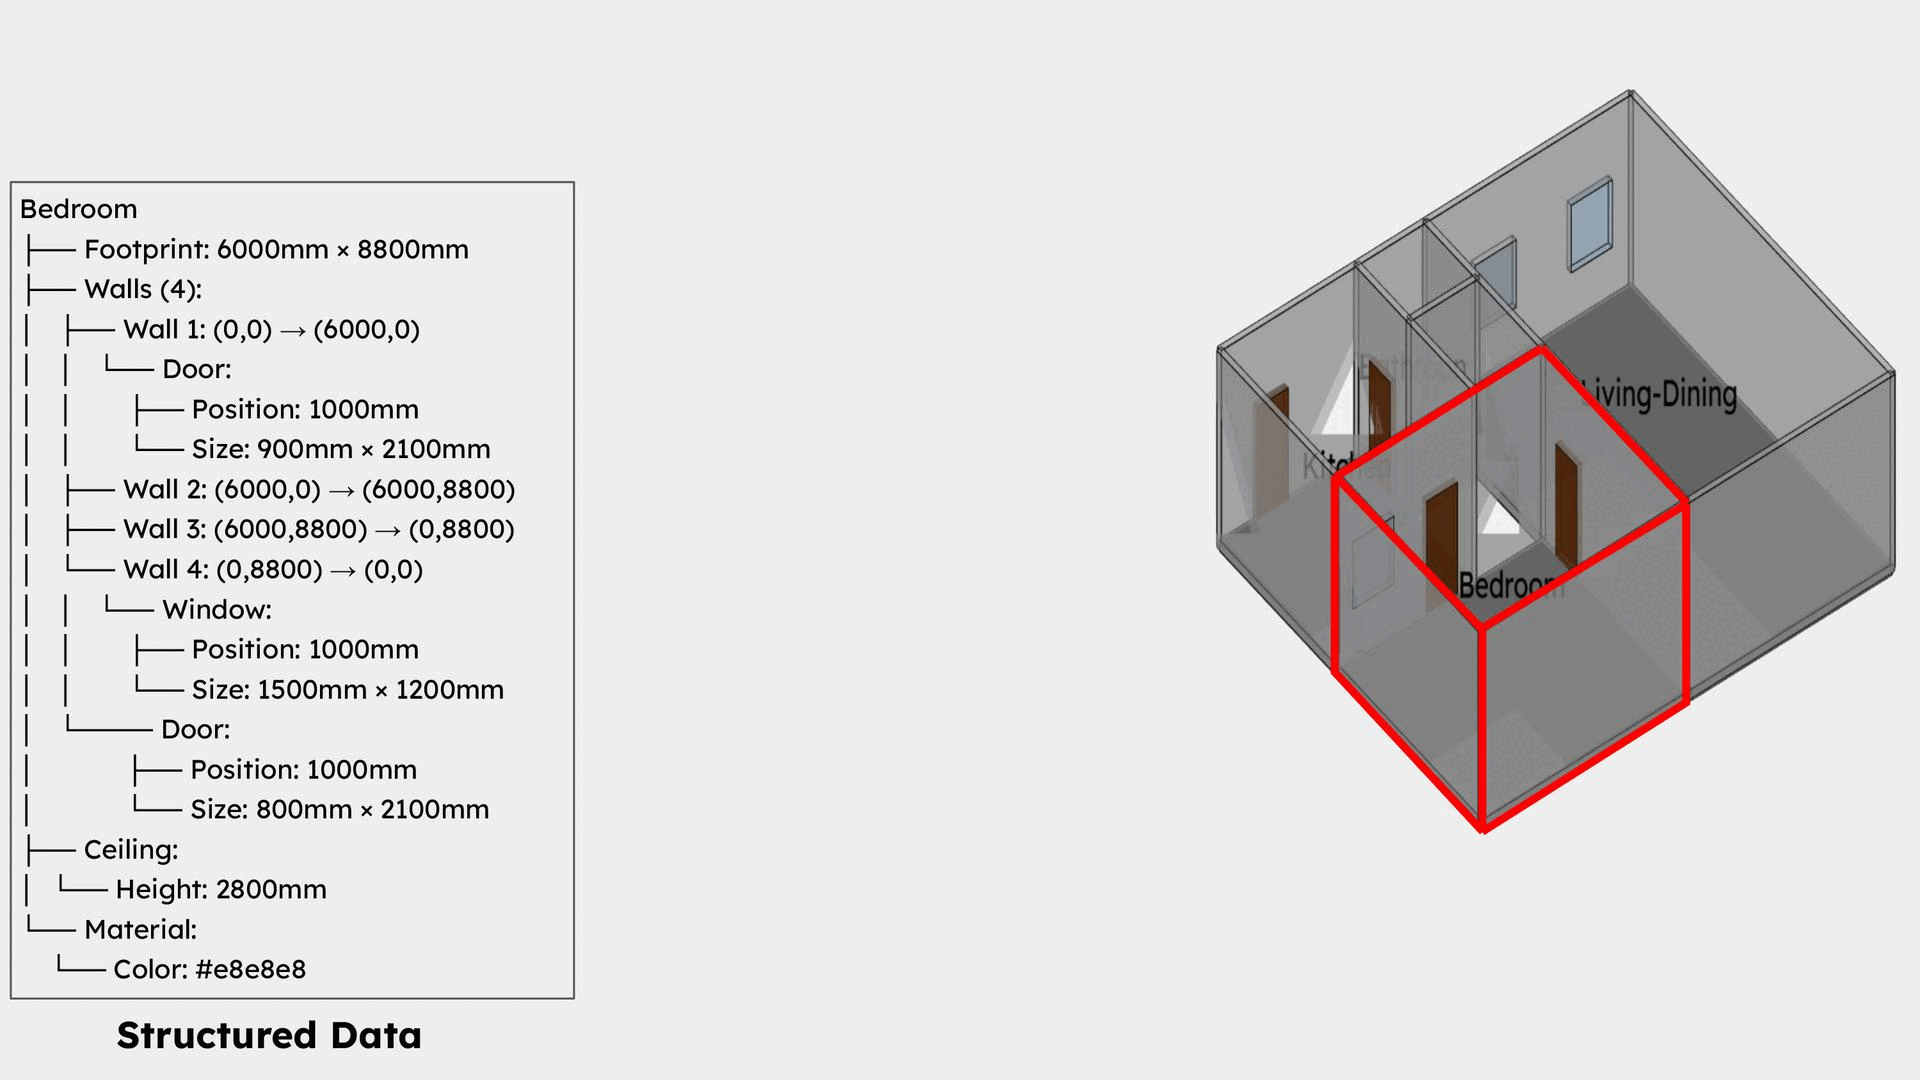 Bedroom
Footprint: 6000mm × 8800mm
Walls (4):
Wall 1: (0,0) → (6000,0)
Door:
Position: 1000mm
Size: 900mm × 2100mm
Wall 2: (6000,0) → (6000,8800)
Wall 3: (6000,8800) → (0,8800)
Wall 4: (0,8800) → (0,0)
Window:
Position: 1000mm
Size: 1500mm × 1200mm
Door:
Position: 1000mm
Size: 800mm × 2100mm
Ceiling:
Height: 2800mm
Material:
Color: #e8e8e8
Structured Data
Bathroom
Living-Dining
Kitchen
Bedroom